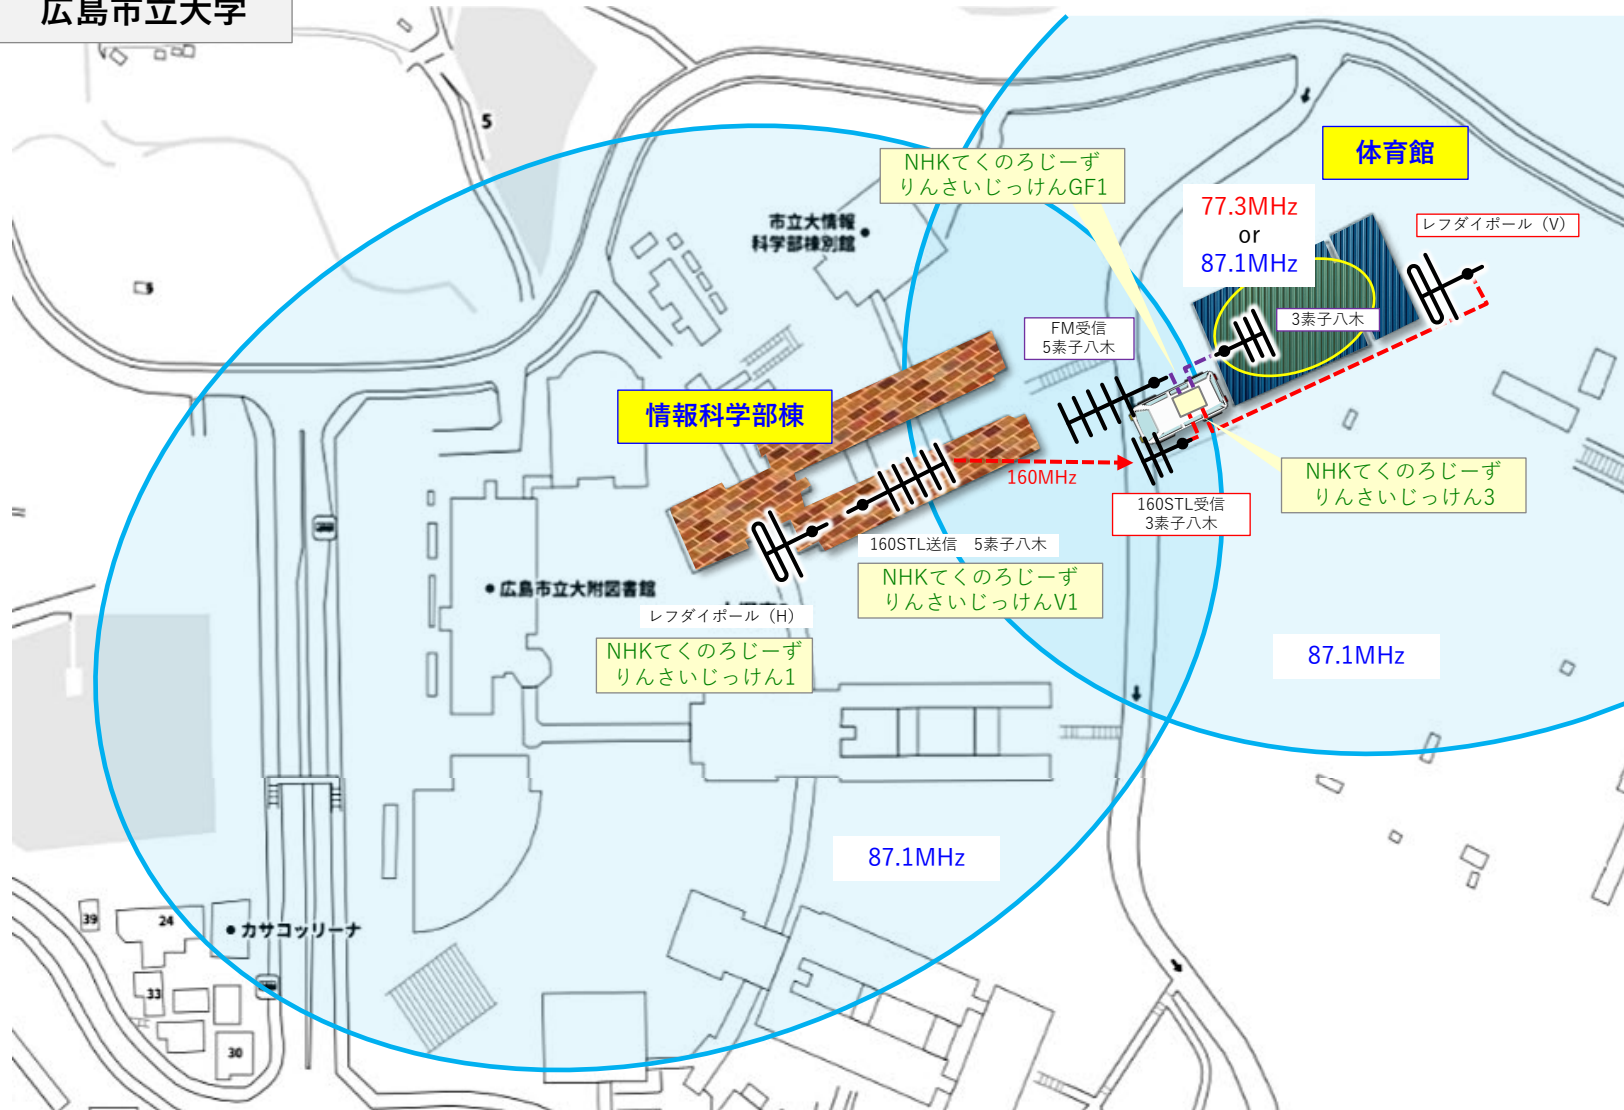 広島市立大学
5
NHKてくのろじーず
りんさいじっけんGF1
体育館
77.3MHz
or
87.1MHz
レフダイポール（V）
市立大情報
科学部棟別館
5
FM受信
5素子八木
3素子八木
情報科学部棟
160MHz
NHKてくのろじーず
りんさいじっけん3
160STL受信
3素子八木
160STL送信　5素子八木
NHKてくのろじーず
りんさいじっけんV1
広島市立大附図書館
レフダイポール（H）
NHKてくのろじーず
りんさいじっけん1
87.1MHz
87.1MHz
39
24
カサコッリーナ
33
30